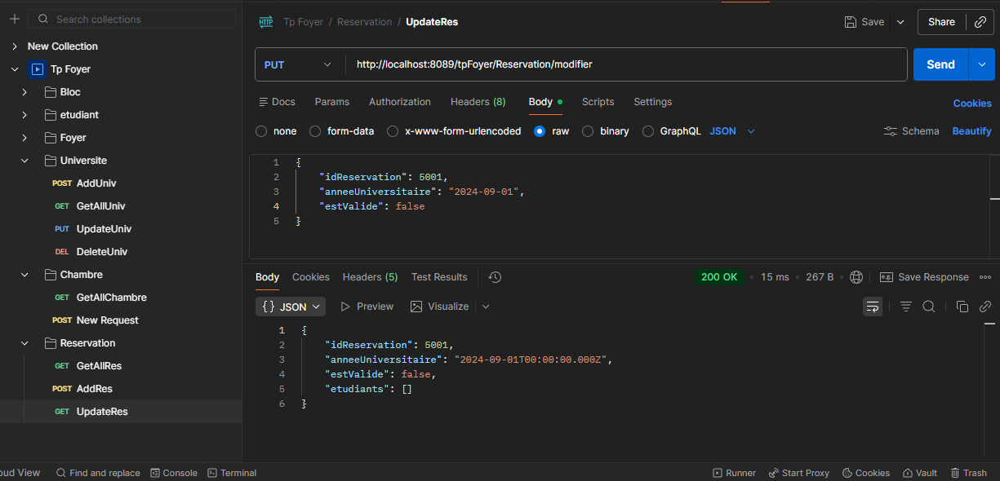 Search collections
New Collection
Tp Foyer
Bloc
etudiant
Foyer
Universite
POST AddUniv
GET GetAllUniv
PUT UpdateUniv
DEL DeleteUniv
Chambre
GET GetAllChambre
POST New Request
Reservation
GET GetAllRes
POST AddRes
GET UpdateRes
HTTP Tp Foyer / Reservation / UpdateRes
Save
Share
PUT http://localhost:8089/tpFoyer/Reservation/modifier
Send
Docs Params Authorization Headers (8) Body Scripts Settings
Cookies
none form-data x-www-form-urlencoded raw binary GraphQL JSON
Schema Beautify
1 {
2 "idReservation": 5001,
3 "anneeUniversitaire": "2024-09-01",
4 "estValide": false
5 }
Body Cookies Headers (5) Test Results
200 OK • 15 ms • 267 B •
e.g. Save Response
{} JSON Preview Visualize
1 {
2 "idReservation": 5001,
3 "anneeUniversitaire": "2024-09-01T00:00:00.000Z",
4 "estValide": false,
5 "etudiants": []
6 }
oud View Find and replace Console Terminal
Runner Start Proxy Cookies Vault Trash